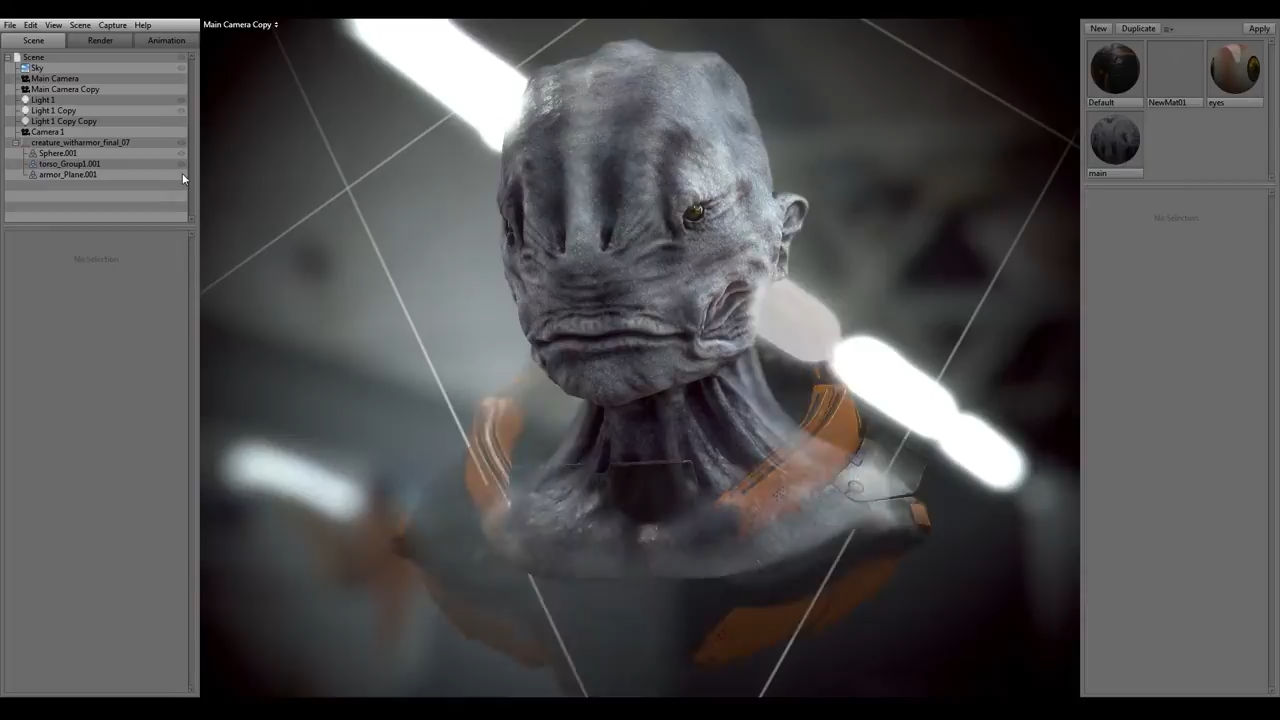 File Edit View Scene Capture Help
Main Camera Copy
New Duplicate Apply
Scene Render Animation
Scene
Sky
Main Camera
Main Camera Copy
Light 1
Light 1 Copy
Light 1 Copy Copy
Camera 1
creature_witharmor_final_07
Sphere.001
torso_Group1.001
armor_Plane.001
No Selection
Default NewMat01 eyes
main
No Selection